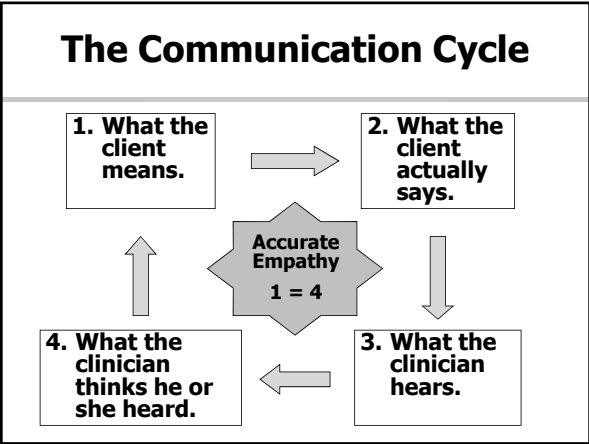 The Communication Cycle
1. What the
client
means.
2. What the
client
actually
says.
Accurate
Empathy
1 = 4
4. What the
clinician
thinks he or
she heard.
3. What the
clinician
hears.